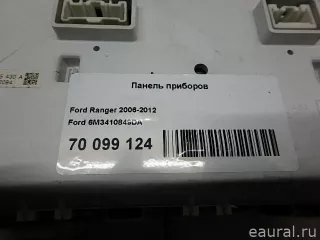 Панель приборов
Ford Ranger 2006-2012
Ford 6M3410849DA
70 099 124
eaural.ru